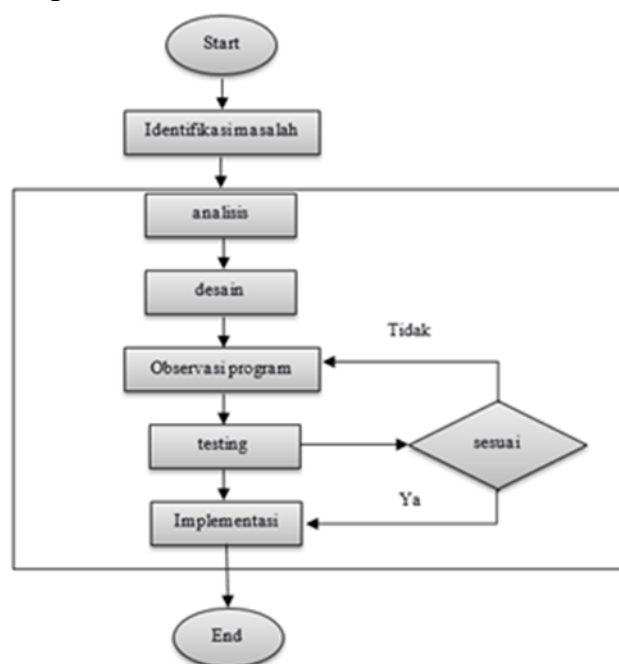 Start
Identifikasi masalah
analisis
desain
Tidak
Observasi program
testing
sesuai
Ya
Implementasi
End